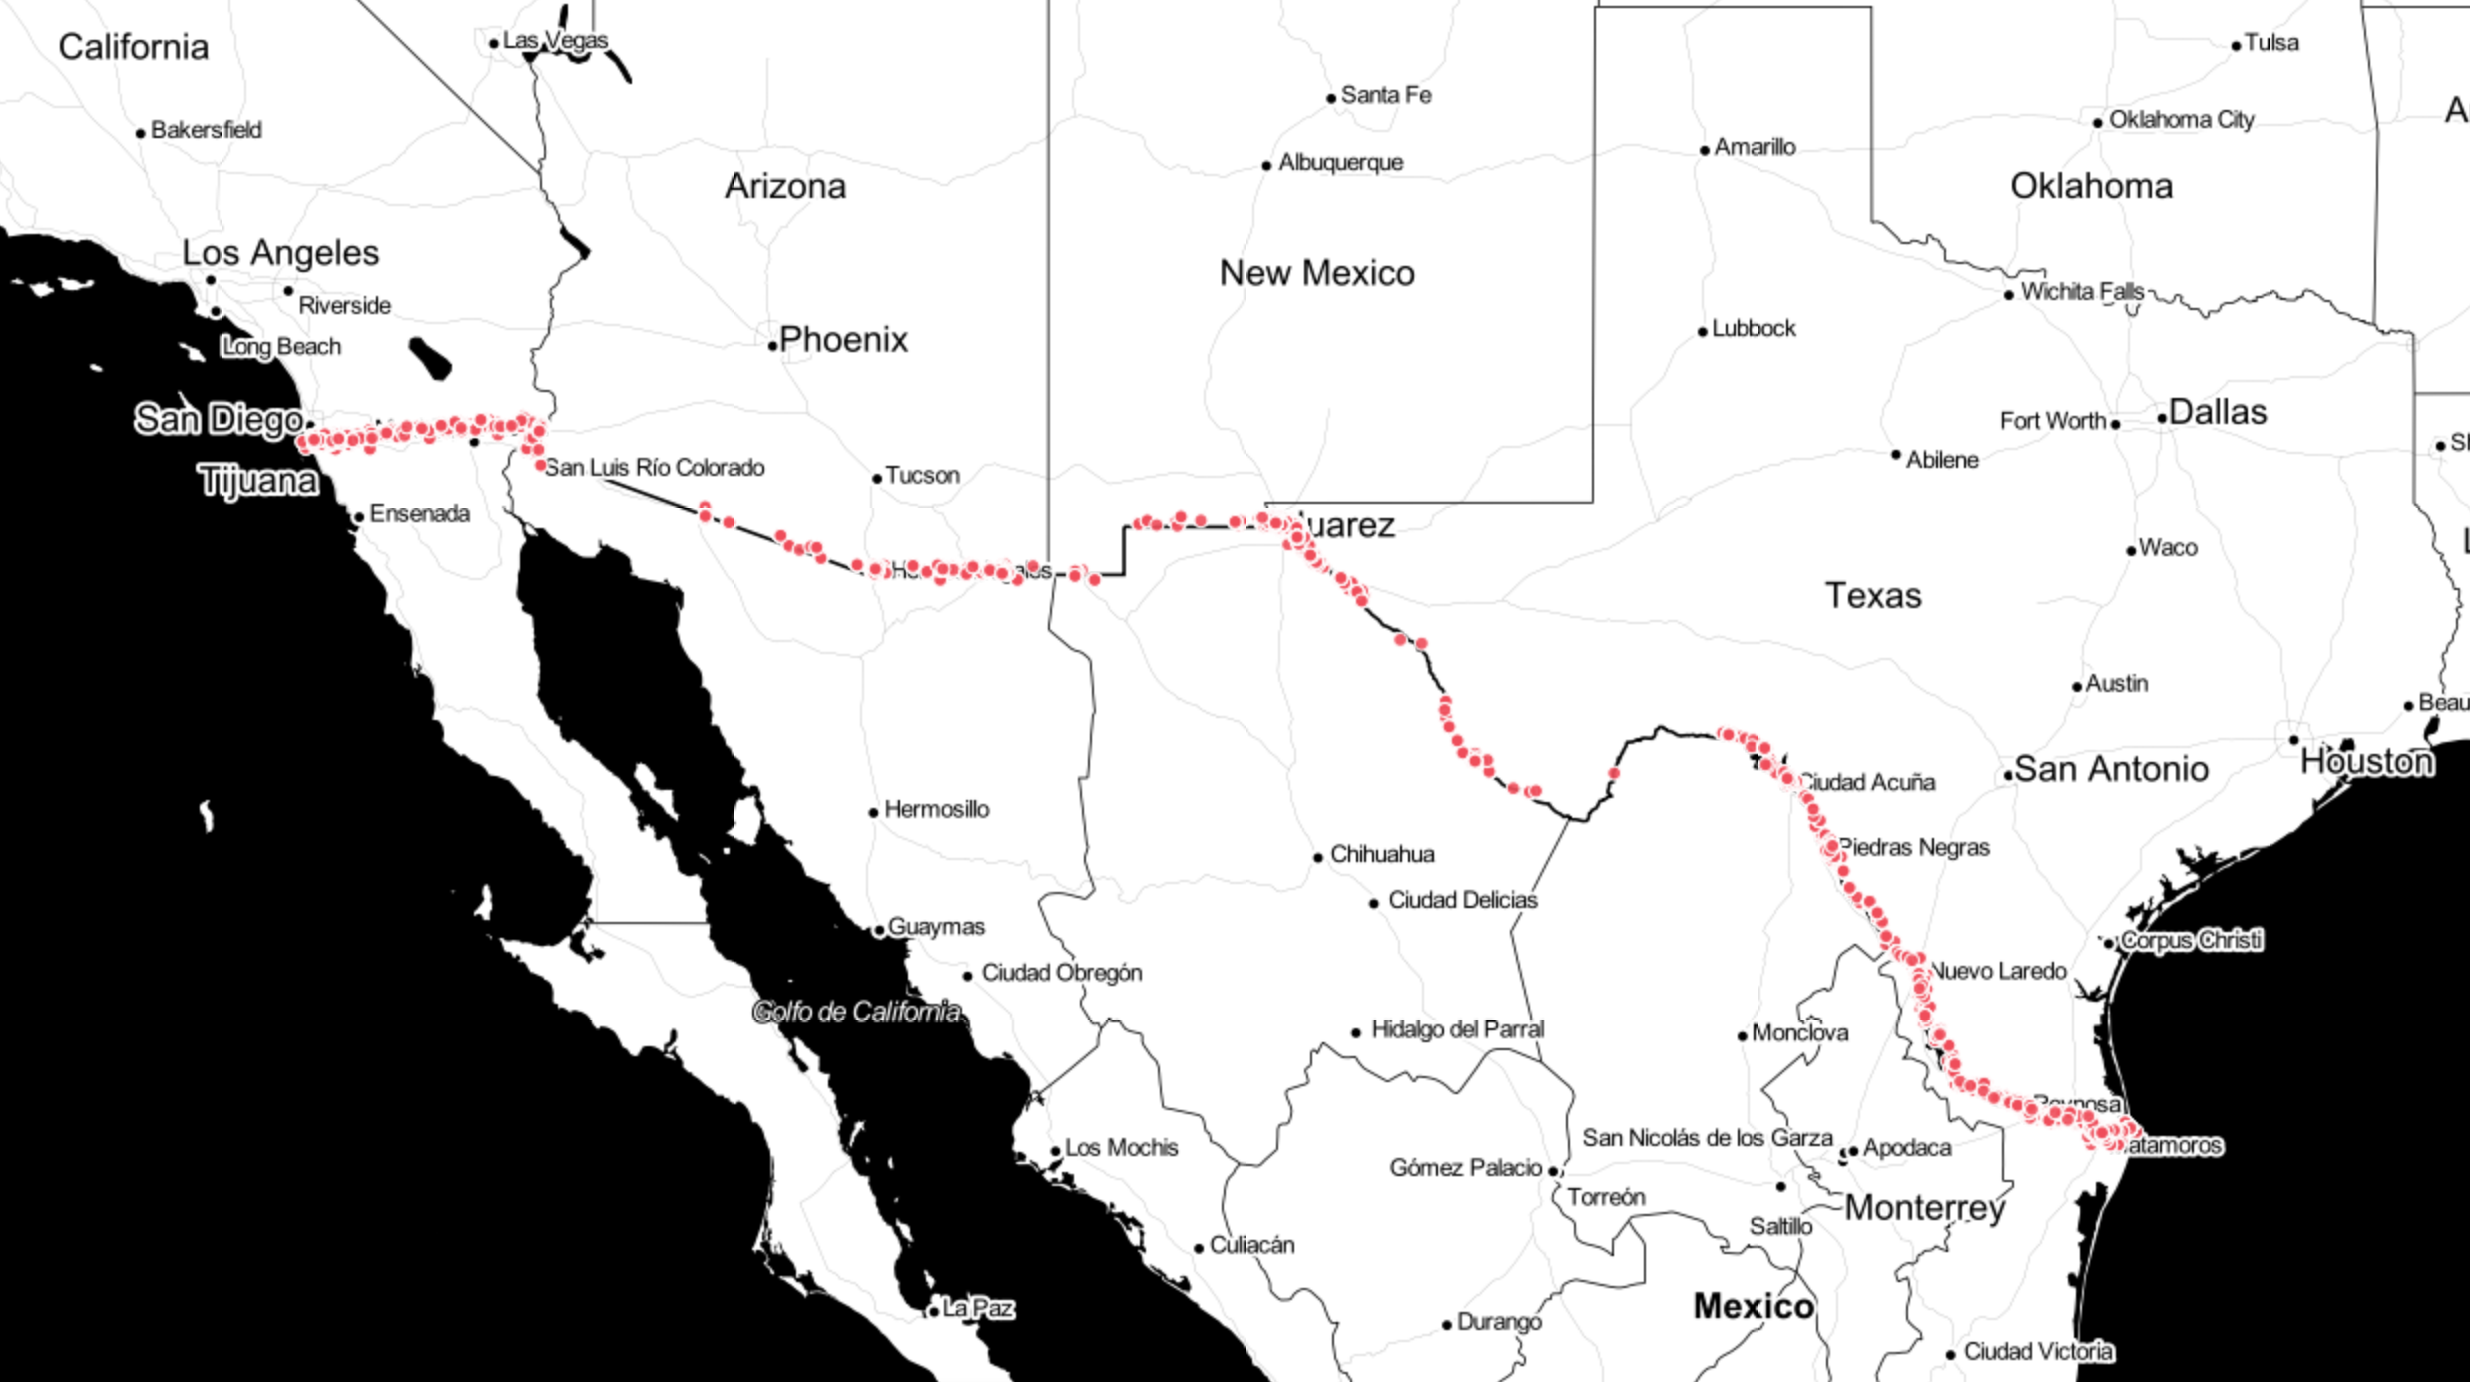 California
Las Vegas
Tulsa
Santa Fe
Bakersfield
Oklahoma City
Amarillo
Albuquerque
Arizona
Oklahoma
Los Angeles
New Mexico
Riverside
Wichita Falls
Long Beach
Phoenix
Lubbock
San Diego
Fort Worth
Dallas
Abilene
San Luis Río Colorado
Tucson
Tijuana
Ensenada
uarez
Waco
Texas
Austin
Beau
Houston
San Antonio
Ciudad Acuña
Hermosillo
Piedras Negras
Chihuahua
Ciudad Delicias
Guaymas
Corpus Christi
Ciudad Obregón
Nuevo Laredo
Golfo de California
Hidalgo del Parral
Monclova
Reynosa
San Nicolás de los Garza
Apodaca
atamoros
Los Mochis
Gómez Palacio
Torreón
Monterrey
Saltillo
Culiacán
La Paz
Durango
Mexico
Ciudad Victoria